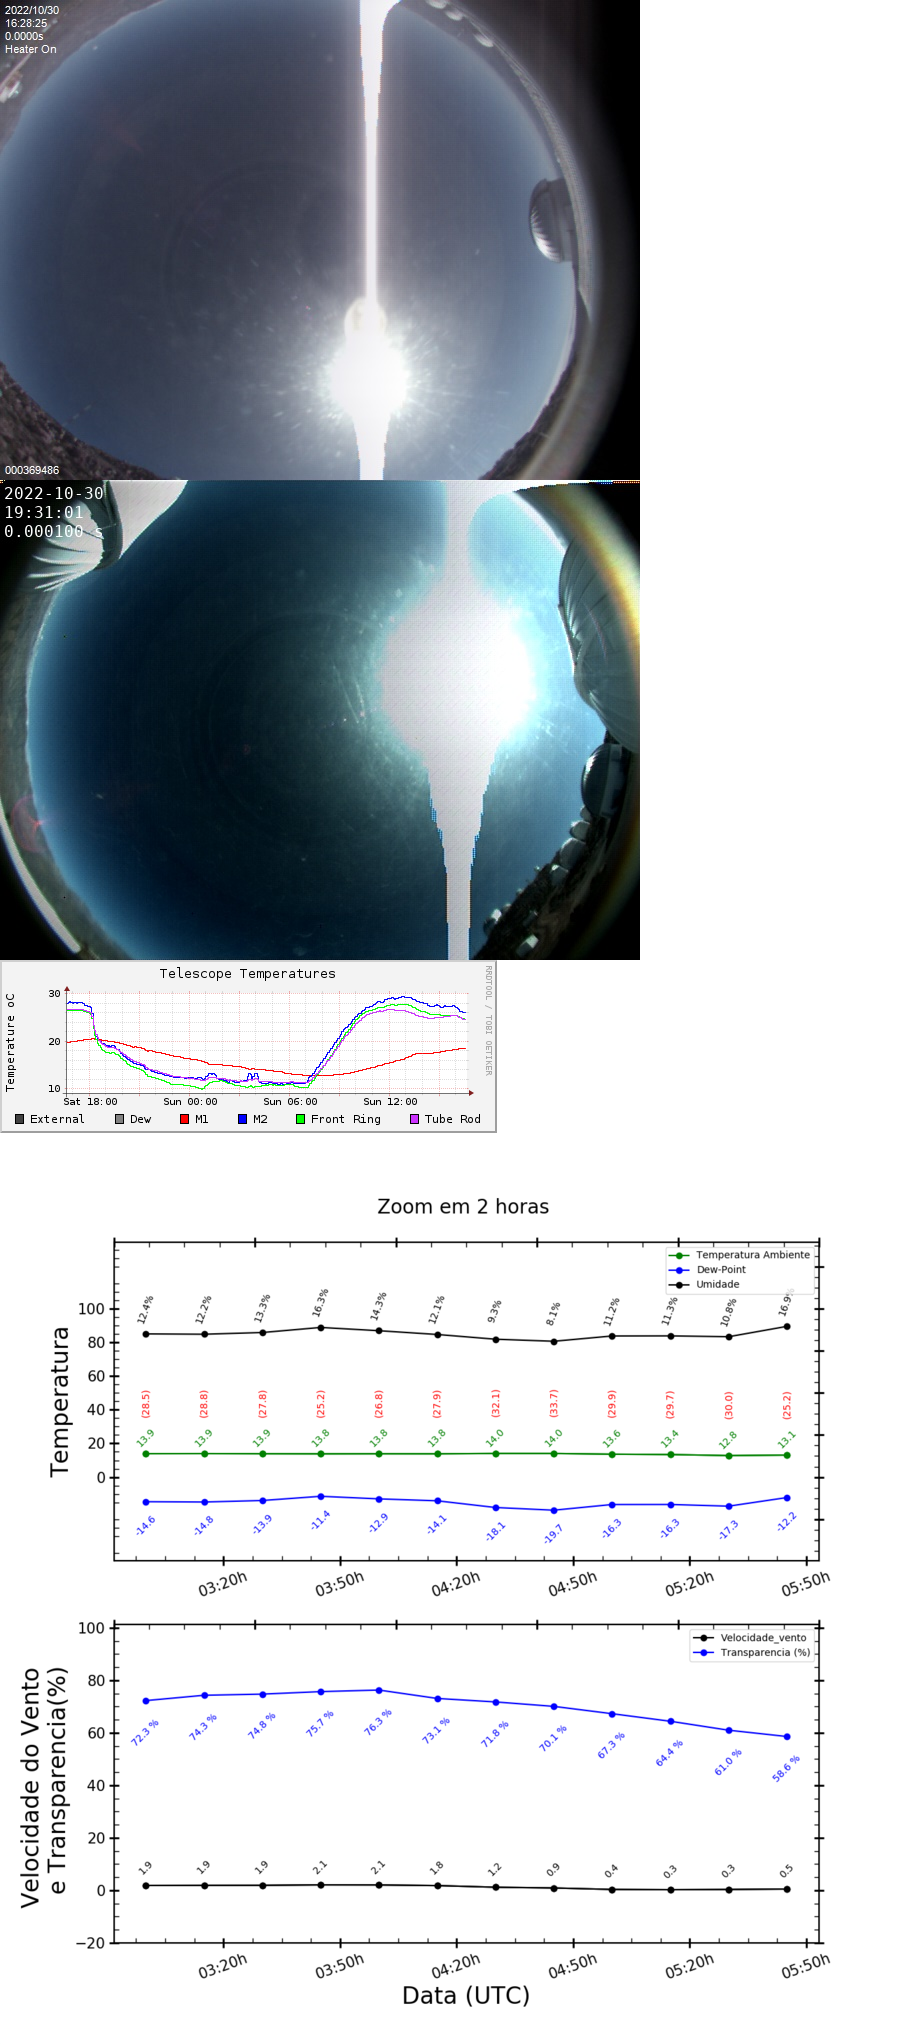 2022/10/30
16:28:25
0.0000s
Heater On
000369486
2022-10-30
19:31:01
0.000100 s
Telescope Temperatures
Temperature oC
30
20
10
Sat 18:00 Sun 00:00 Sun 06:00 Sun 12:00
External Dew M1 M2 Front Ring Tube Rod
RRDTOOL / TOBI OETIKER
Zoom em 2 horas
Temperatura
Temperatura Ambiente
Dew-Point
Umidade
100
80
60
40
20
0
12.4% 12.2% 13.3% 16.3% 14.3% 12.1% 9.3% 8.1% 11.2% 11.3% 10.8% 16.9%
(28.5) (28.8) (27.8) (25.2) (26.8) (27.9) (32.1) (33.7) (29.9) (29.7) (30.0) (25.2)
13.9 13.9 13.9 13.8 13.8 13.8 14.0 14.0 13.6 13.4 12.8 13.1
-14.6 -14.8 -13.9 -11.4 -12.9 -14.1 -18.1 -19.7 -16.3 -16.3 -17.3 -12.2
03:20h 03:50h 04:20h 04:50h 05:20h 05:50h
Velocidade do Vento
e Transparencia(%)
Velocidade_vento
Transparencia (%)
100
80
60
40
20
0
−20
72.3 % 74.3 % 74.8 % 75.7 % 76.3 % 73.1 % 71.8 % 70.1 % 67.3 % 64.4 % 61.0 % 58.6 %
1.9 1.9 1.9 2.1 2.1 1.8 1.2 0.9 0.4 0.3 0.3 0.5
03:20h 03:50h 04:20h 04:50h 05:20h 05:50h
Data (UTC)